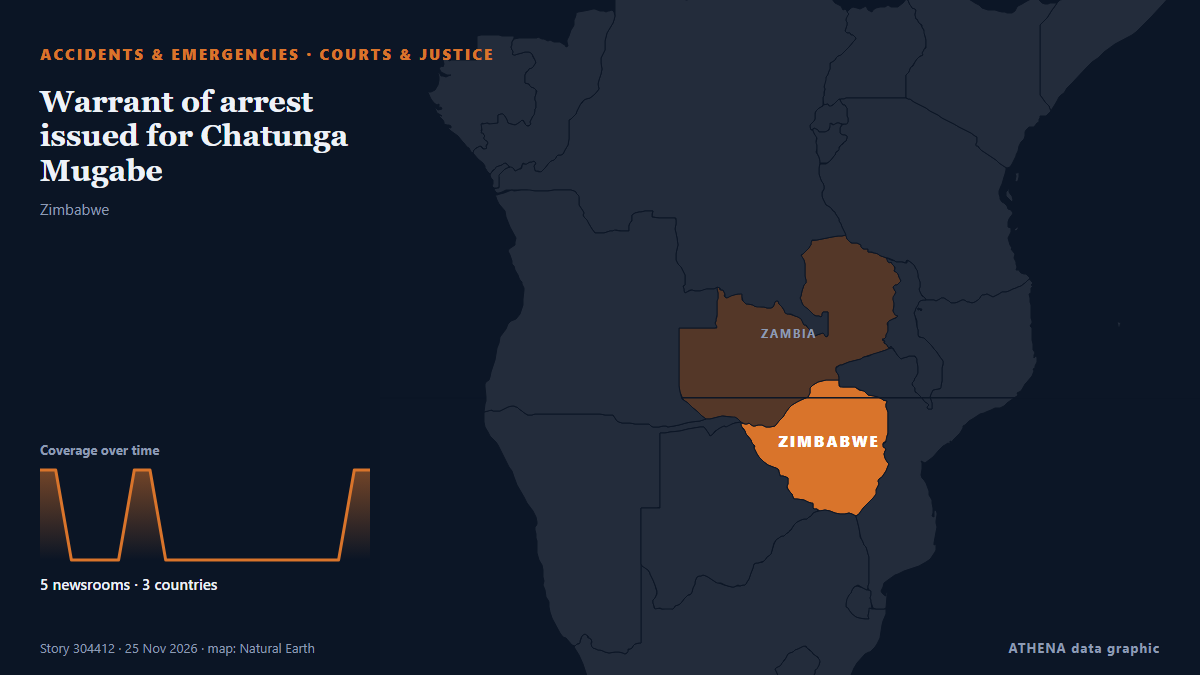 ACCIDENTS & EMERGENCIES · COURTS & JUSTICE
Warrant of arrest
issued for Chatunga
Mugabe
Zimbabwe
ZAMBIA
ZIMBABWE
Coverage over time
5 newsrooms · 3 countries
Story 304412 · 25 Nov 2026 · map: Natural Earth
ATHENA data graphic